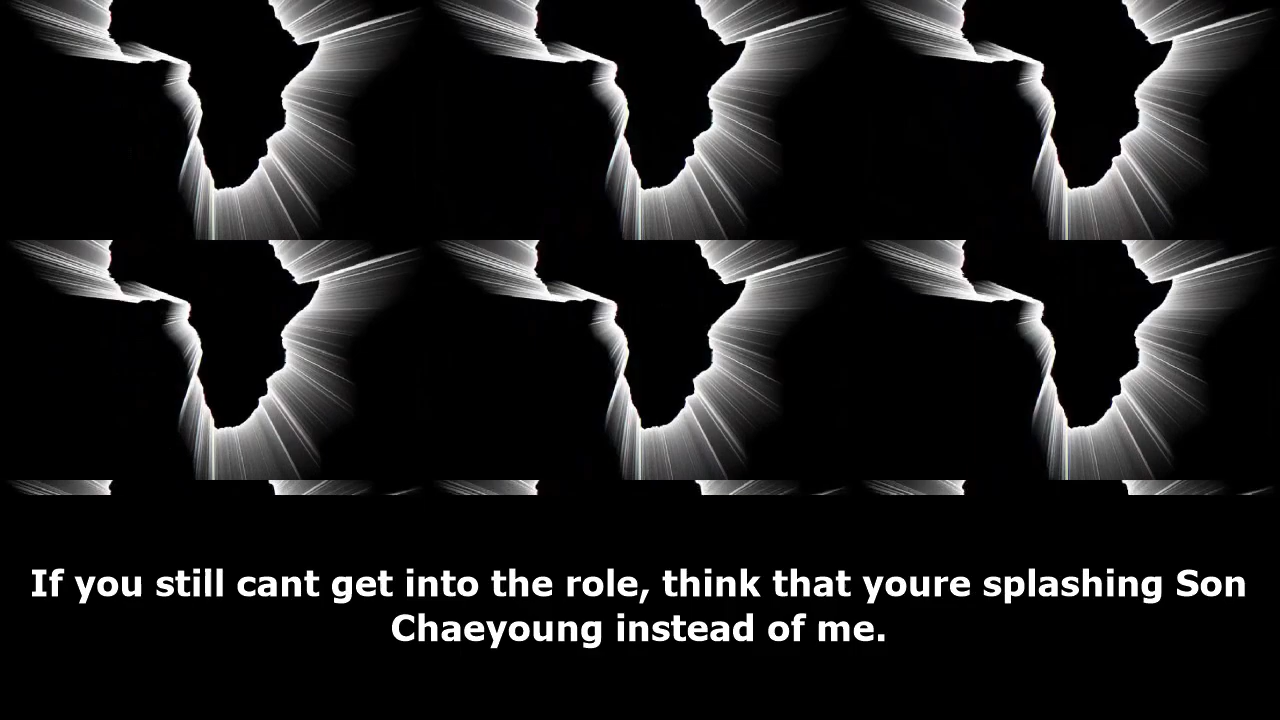 If you still cant get into the role, think that youre splashing Son
Chaeyoung instead of me.